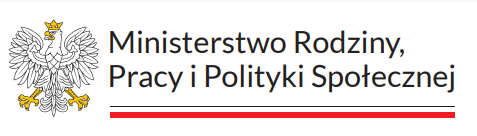 Ministerstwo Rodziny,
Pracy i Polityki Społecznej